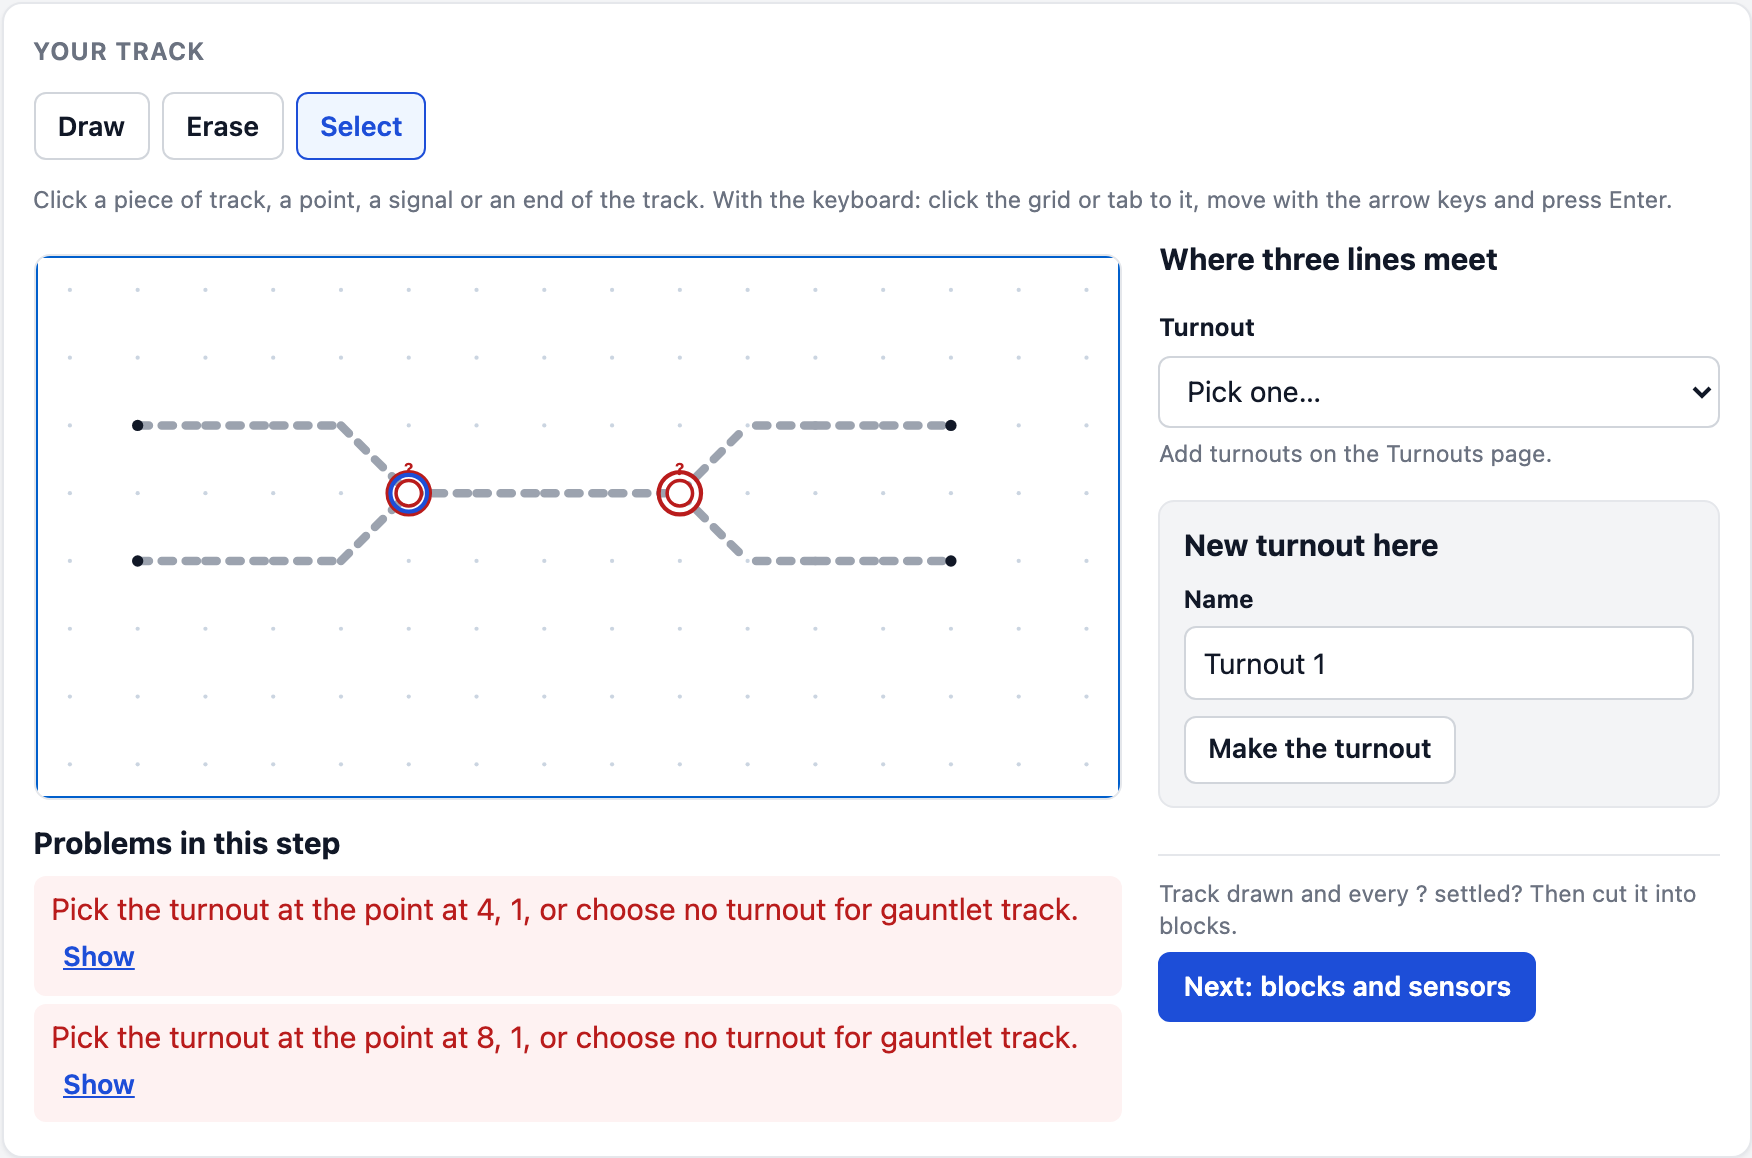 YOUR TRACK
Draw
Erase
Select
Click a piece of track, a point, a signal or an end of the track. With the keyboard: click the grid or tab to it, move with the arrow keys and press Enter.
?
?
Where three lines meet
Turnout
Pick one...
Add turnouts on the Turnouts page.
New turnout here
Name
Turnout 1
Make the turnout
Problems in this step
Pick the turnout at the point at 4, 1, or choose no turnout for gauntlet track.
Show
Pick the turnout at the point at 8, 1, or choose no turnout for gauntlet track.
Show
Track drawn and every ? settled? Then cut it into
blocks.
Next: blocks and sensors